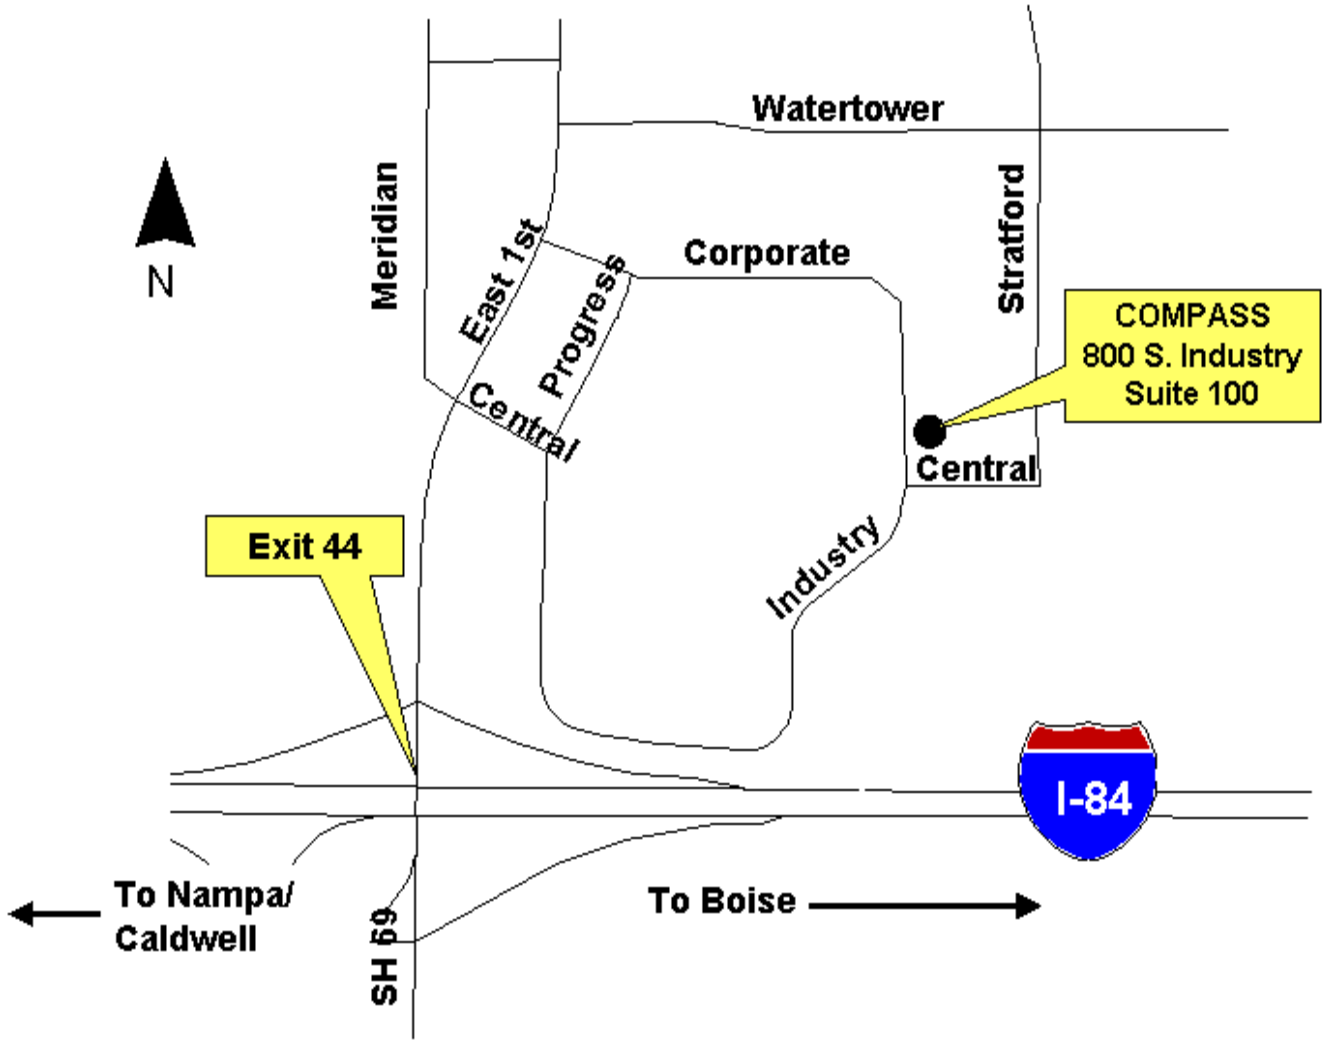 Watertower
Meridian
East 1st
Progress
Corporate
Stratford
N
COMPASS
800 S. Industry
Suite 100
Central
Central
Industry
Exit 44
I-84
To Nampa/
Caldwell
To Boise
SH 69